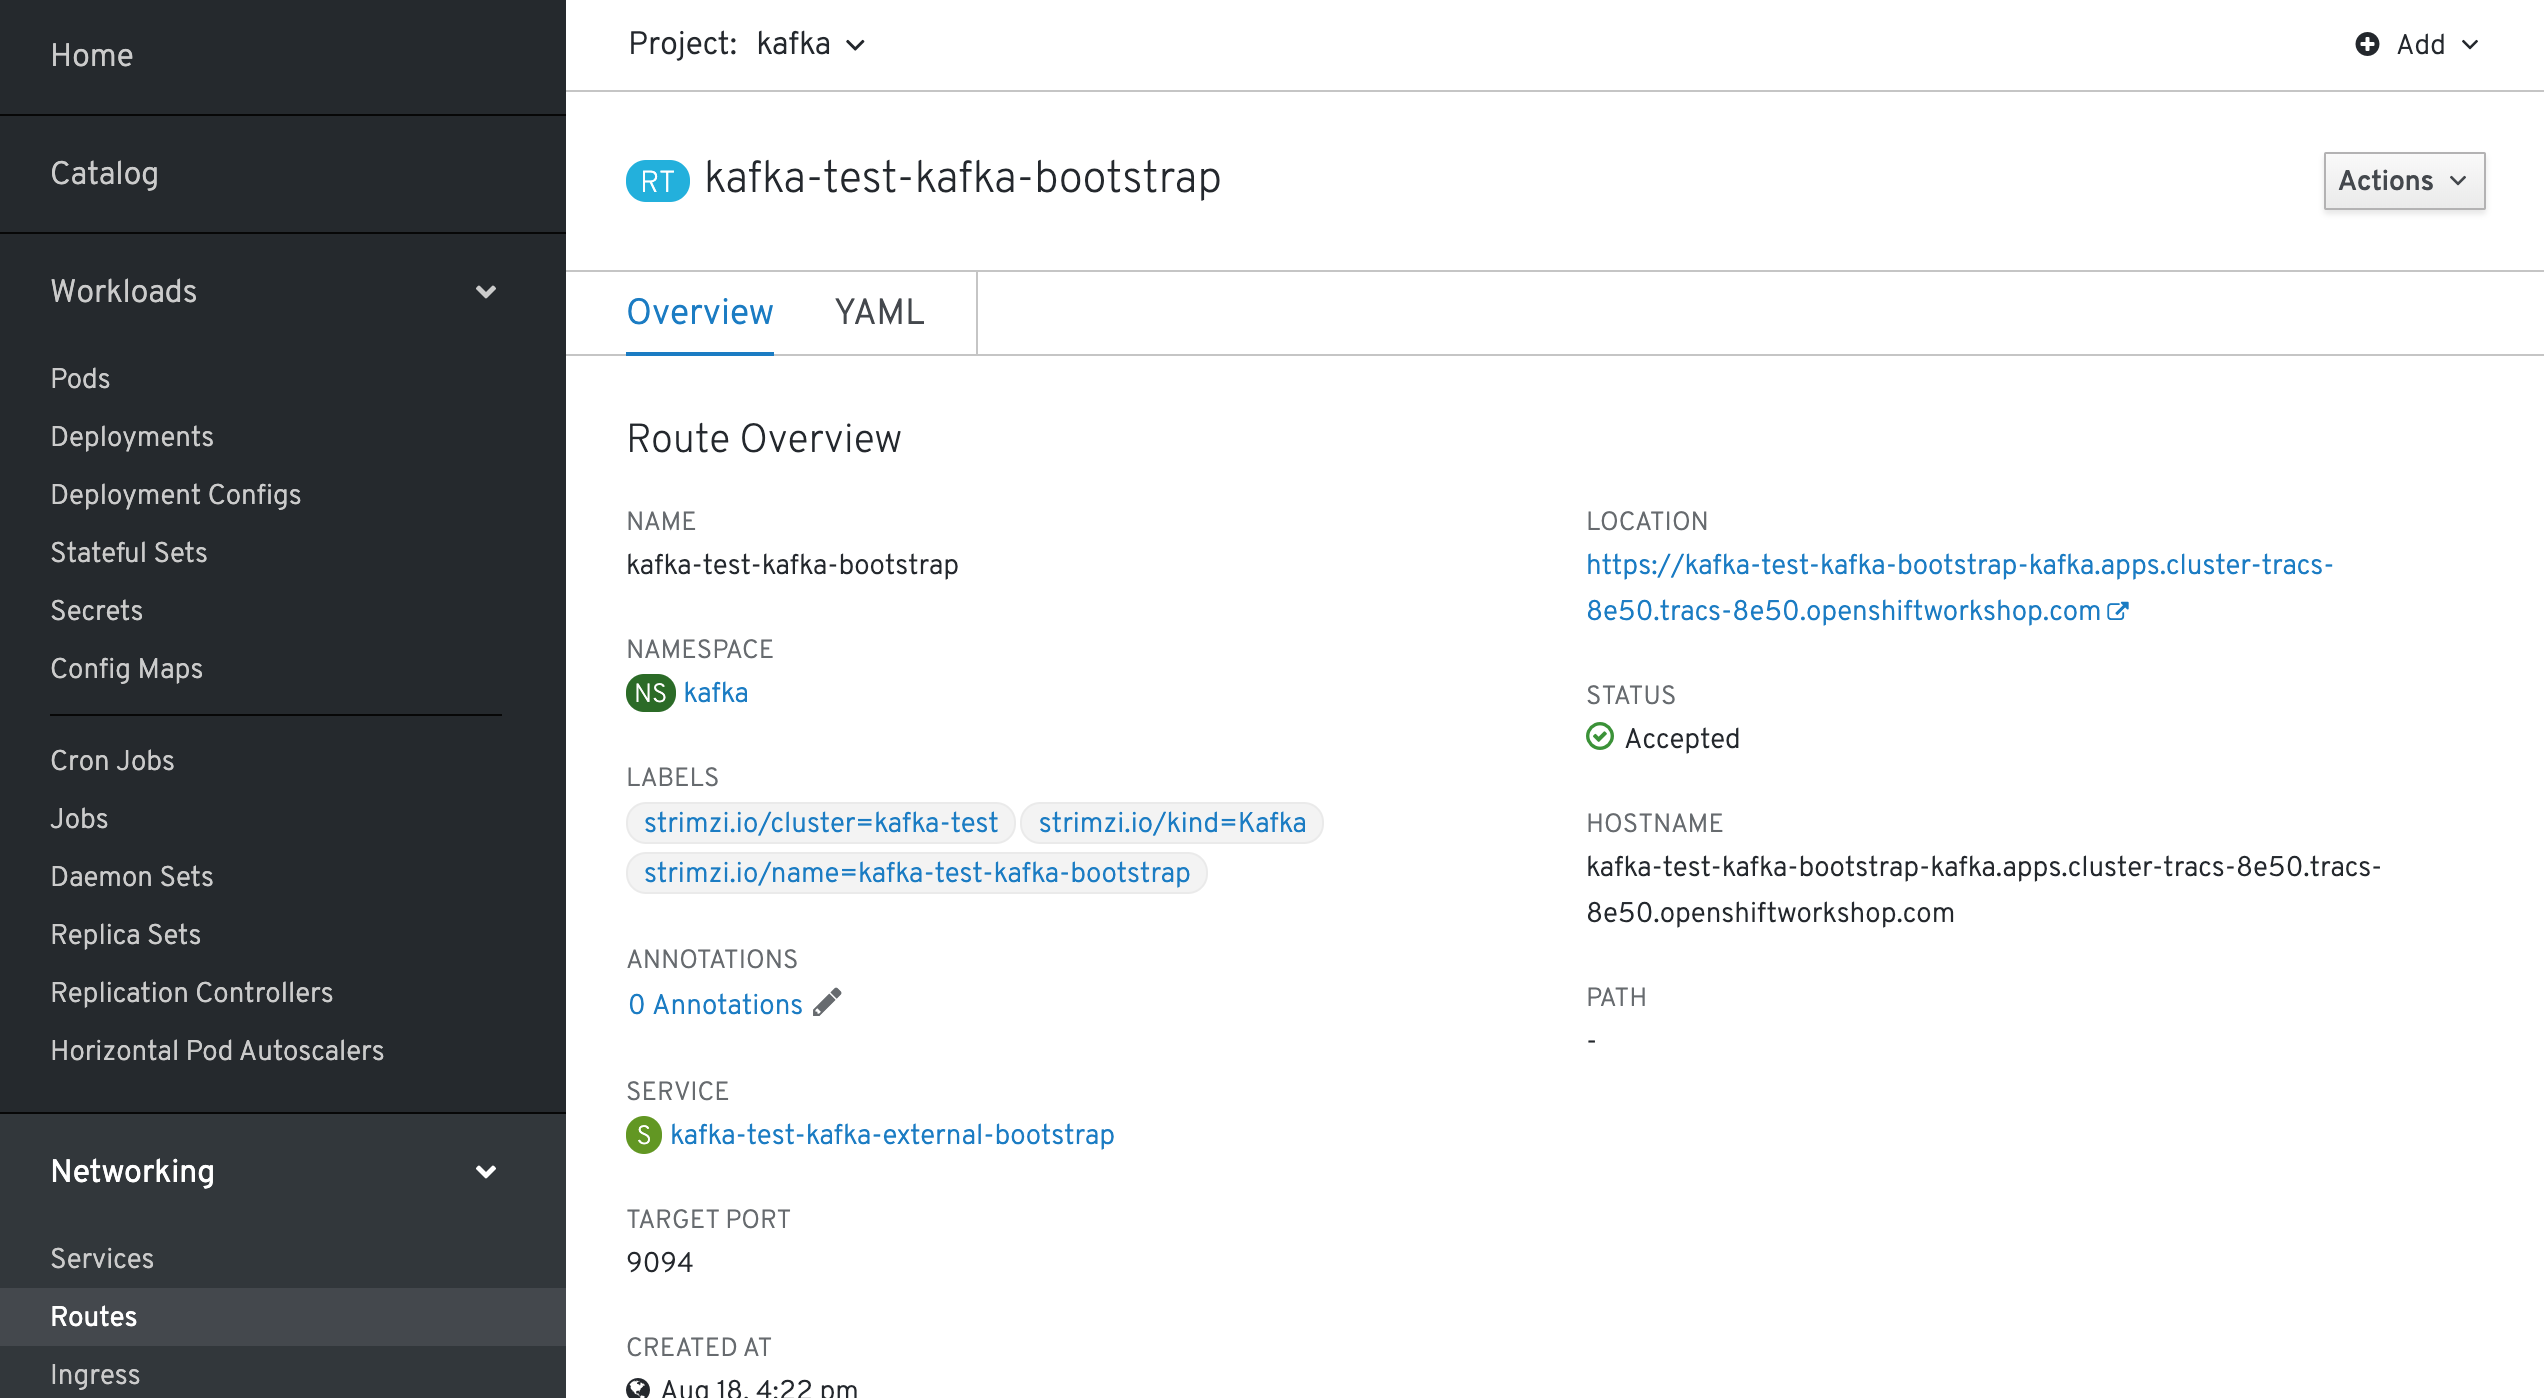 Home
Catalog
Workloads
Pods
Deployments
Deployment Configs
Stateful Sets
Secrets
Config Maps
Cron Jobs
Jobs
Daemon Sets
Replica Sets
Replication Controllers
Horizontal Pod Autoscalers
Networking
Services
Routes
Ingress
Project: kafka
Add
RT kafka-test-kafka-bootstrap
Actions
Overview YAML
Route Overview
NAME
kafka-test-kafka-bootstrap
NAMESPACE
NS kafka
LABELS
strimzi.io/cluster=kafka-test strimzi.io/kind=Kafka
strimzi.io/name=kafka-test-kafka-bootstrap
ANNOTATIONS
0 Annotations
SERVICE
S kafka-test-kafka-external-bootstrap
TARGET PORT
9094
CREATED AT
Aug 18, 4:22 pm
LOCATION
https://kafka-test-kafka-bootstrap-kafka.apps.cluster-tracs-
8e50.tracs-8e50.openshiftworkshop.com
STATUS
Accepted
HOSTNAME
kafka-test-kafka-bootstrap-kafka.apps.cluster-tracs-8e50.tracs-
8e50.openshiftworkshop.com
PATH
-